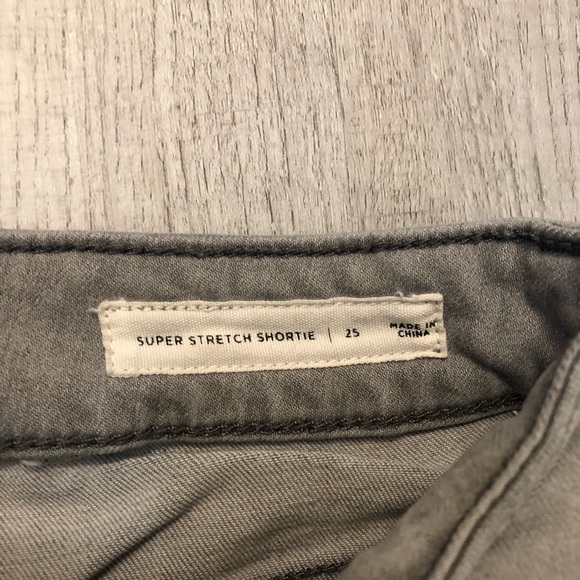 SUPER STRETCH SHORTIE | 25
MADE IN
CHINA